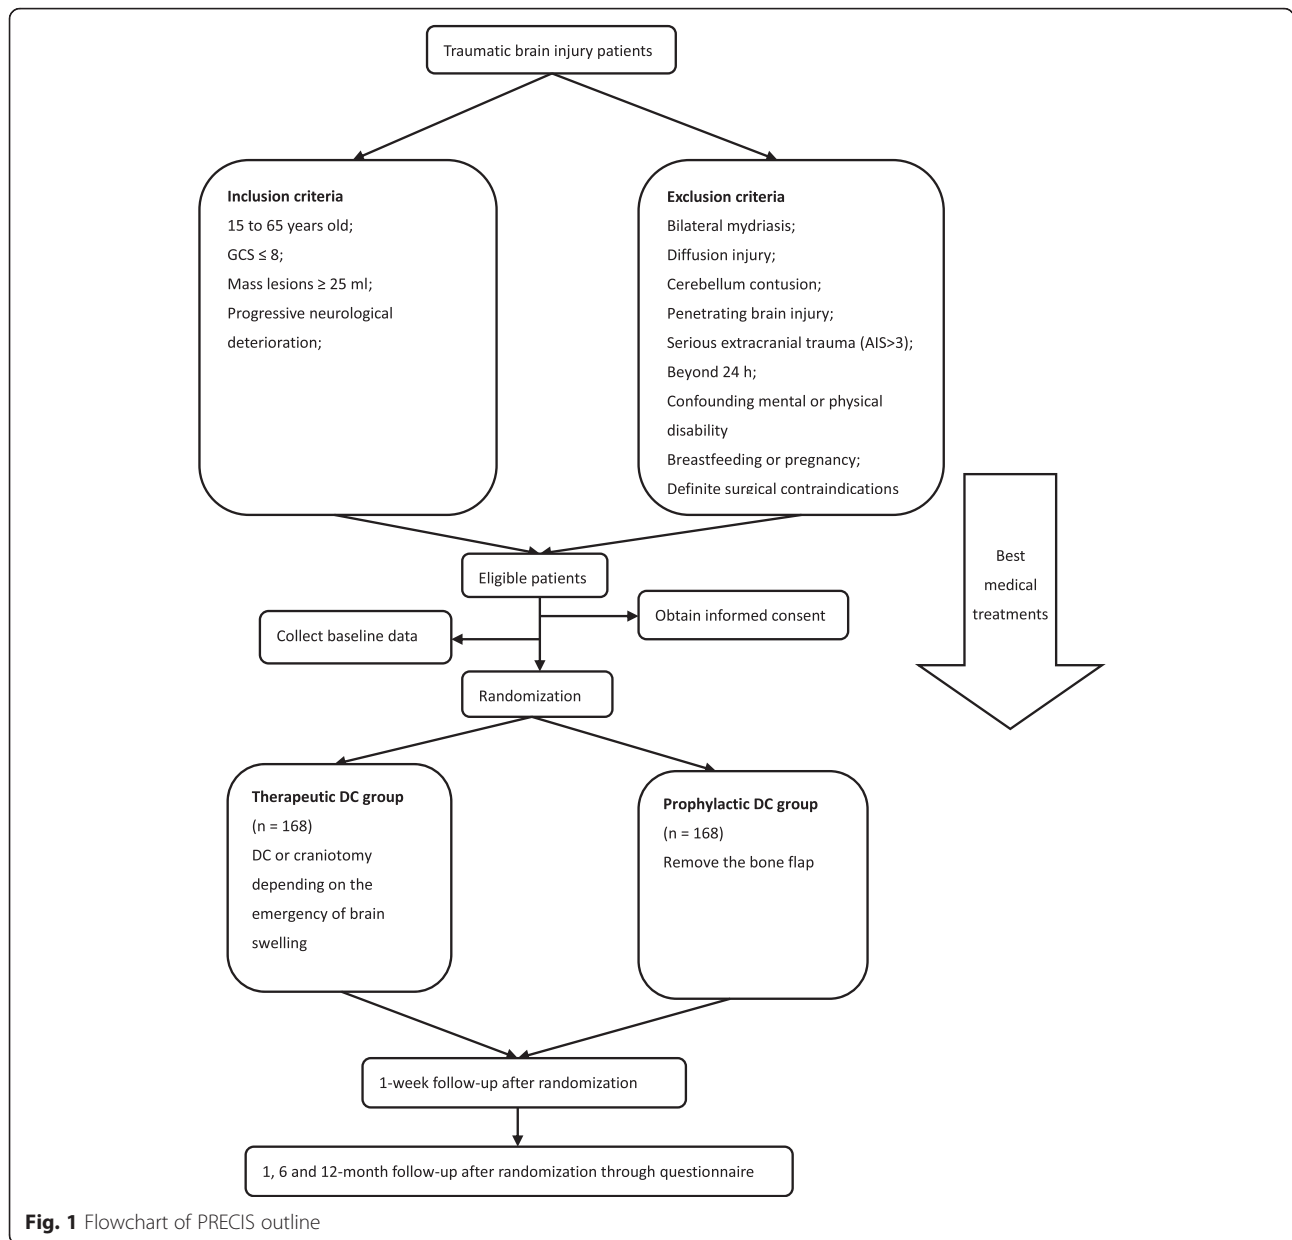 Traumatic brain injury patients
Inclusion criteria
15 to 65 years old;
GCS ≤ 8;
Mass lesions ≥ 25 ml;
Progressive neurological
deterioration;
Exclusion criteria
Bilateral mydriasis;
Diffusion injury;
Cerebellum contusion;
Penetrating brain injury;
Serious extracranial trauma (AIS>3);
Beyond 24 h;
Confounding mental or physical
disability
Breastfeeding or pregnancy;
Definite surgical contraindications
Best
medical
treatments
Eligible patients
Obtain informed consent
Collect baseline data
Randomization
Therapeutic DC group
(n = 168)
DC or craniotomy
depending on the
emergency of brain
swelling
Prophylactic DC group
(n = 168)
Remove the bone flap
1-week follow-up after randomization
1, 6 and 12-month follow-up after randomization through questionnaire
Fig. 1 Flowchart of PRECIS outline